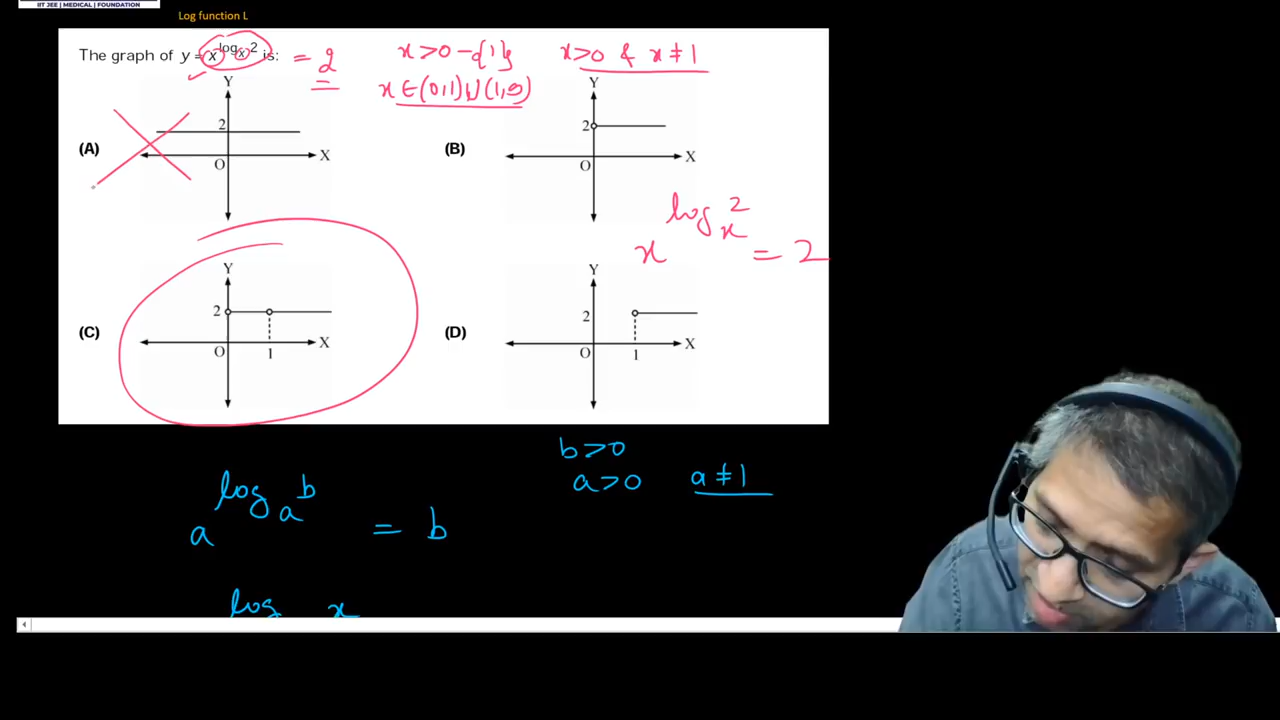 IIT JEE | MEDICAL | FOUNDATION
Log function L
The graph of y = x^log_x 2 is:
= 2
x>0 –{1}
x>0 & x≠1
x∈(0,1)∪(1,∞)
(A)
Y
2
O
X
(B)
Y
2
O
X
x^log_x 2 = 2
(C)
Y
2
O
1
X
(D)
Y
2
O
1
X
b>0
a>0 a≠1
a^log_a b = b
log x